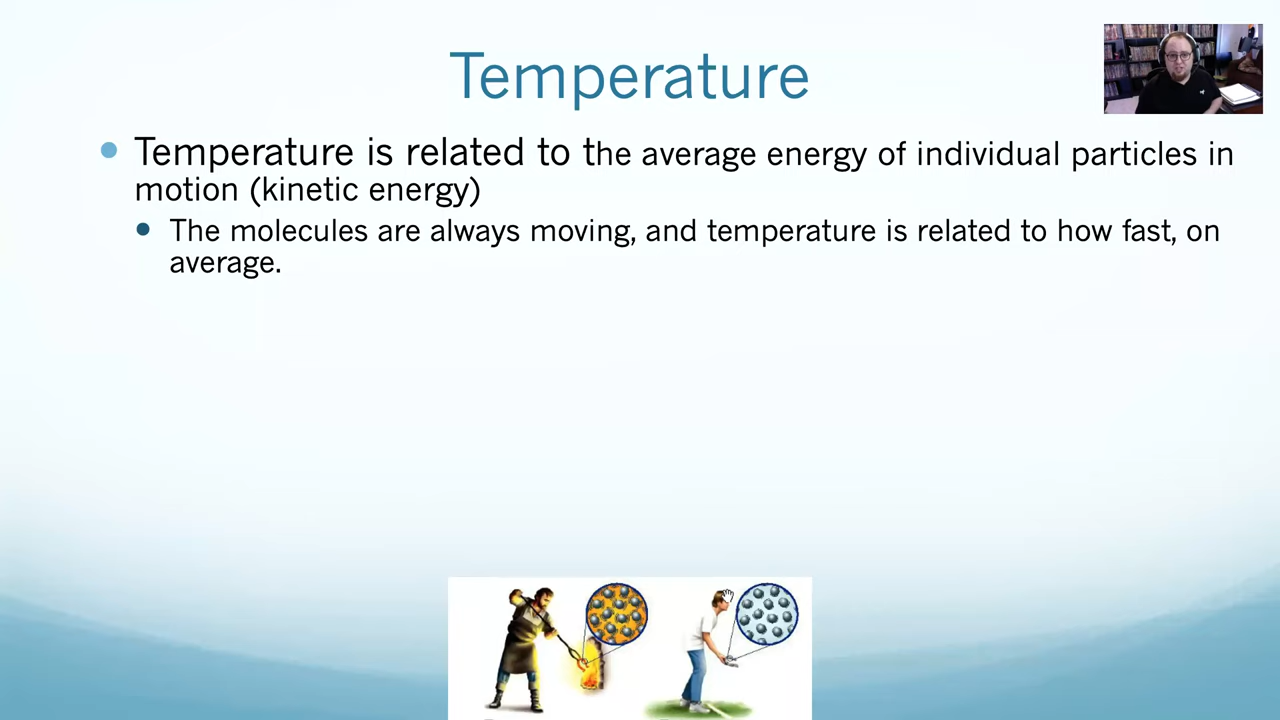 Temperature
Temperature is related to the average energy of individual particles in
motion (kinetic energy)
The molecules are always moving, and temperature is related to how fast, on
average.